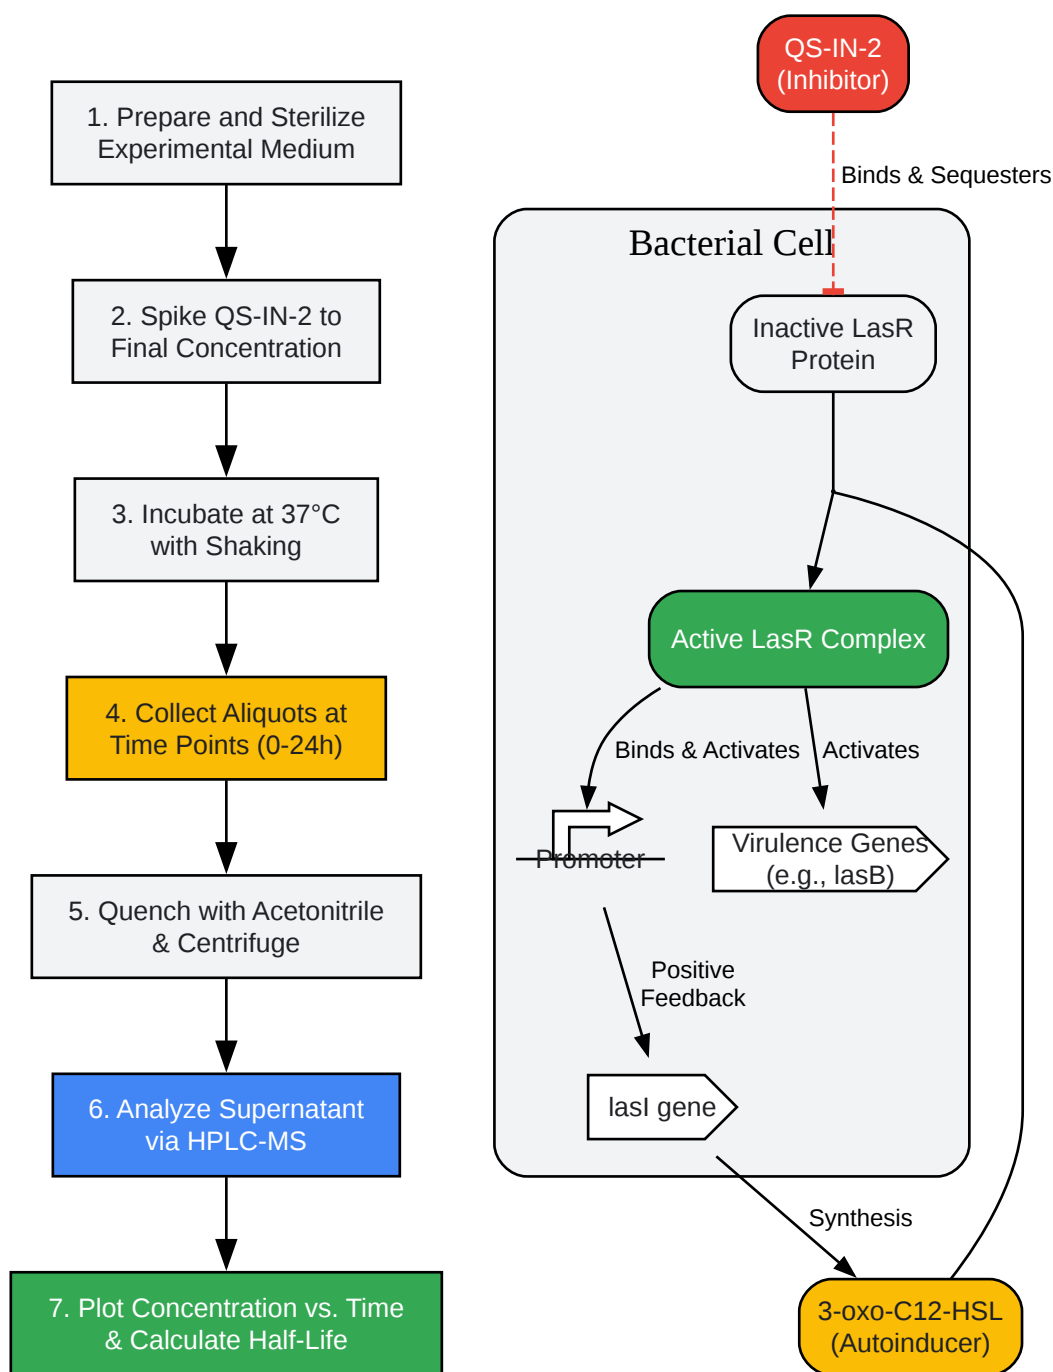 1. Prepare and Sterilize
Experimental Medium
2. Spike QS-IN-2 to
Final Concentration
3. Incubate at 37°C
with Shaking
4. Collect Aliquots at
Time Points (0-24h)
5. Quench with Acetonitrile
& Centrifuge
6. Analyze Supernatant
via HPLC-MS
7. Plot Concentration vs. Time
& Calculate Half-Life
QS-IN-2
(Inhibitor)
Binds & Sequesters
Bacterial Cell
Inactive LasR
Protein
Active LasR Complex
Binds & Activates
Activates
Promoter
Virulence Genes
(e.g., lasB)
Positive
Feedback
lasI gene
Synthesis
3-oxo-C12-HSL
(Autoinducer)